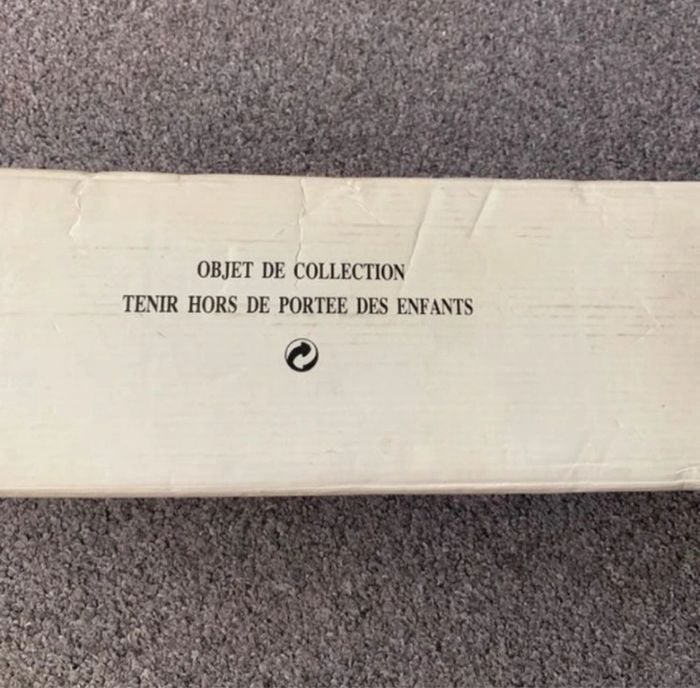 OBJET DE COLLECTION
TENIR HORS DE PORTEE DES ENFANTS